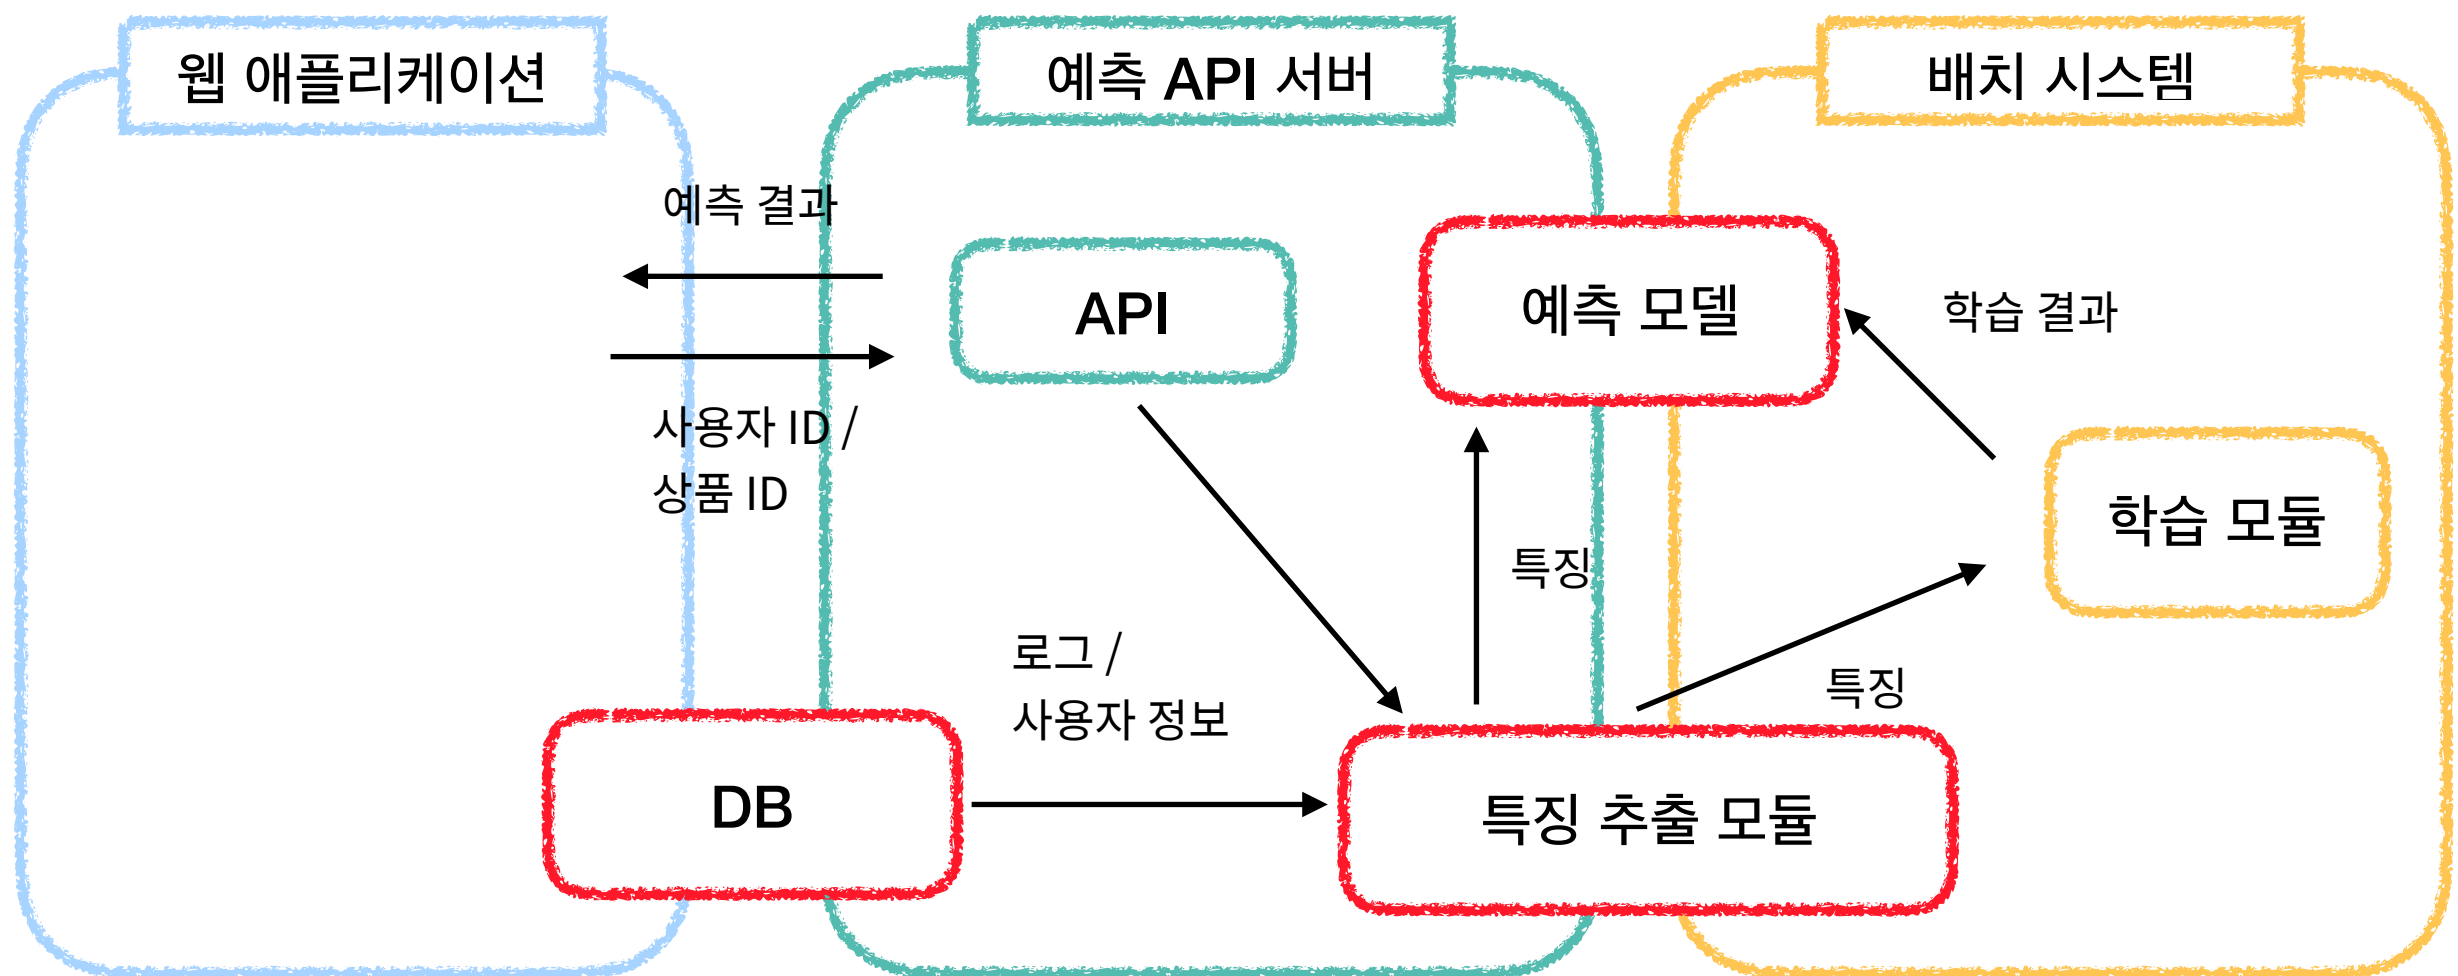 웹 애플리케이션
예측 API 서버
배치 시스템
예측 결과
API
예측 모델
학습 결과
사용자 ID /
상품 ID
학습 모듈
특징
로그 /
사용자 정보
특징
DB
특징 추출 모듈